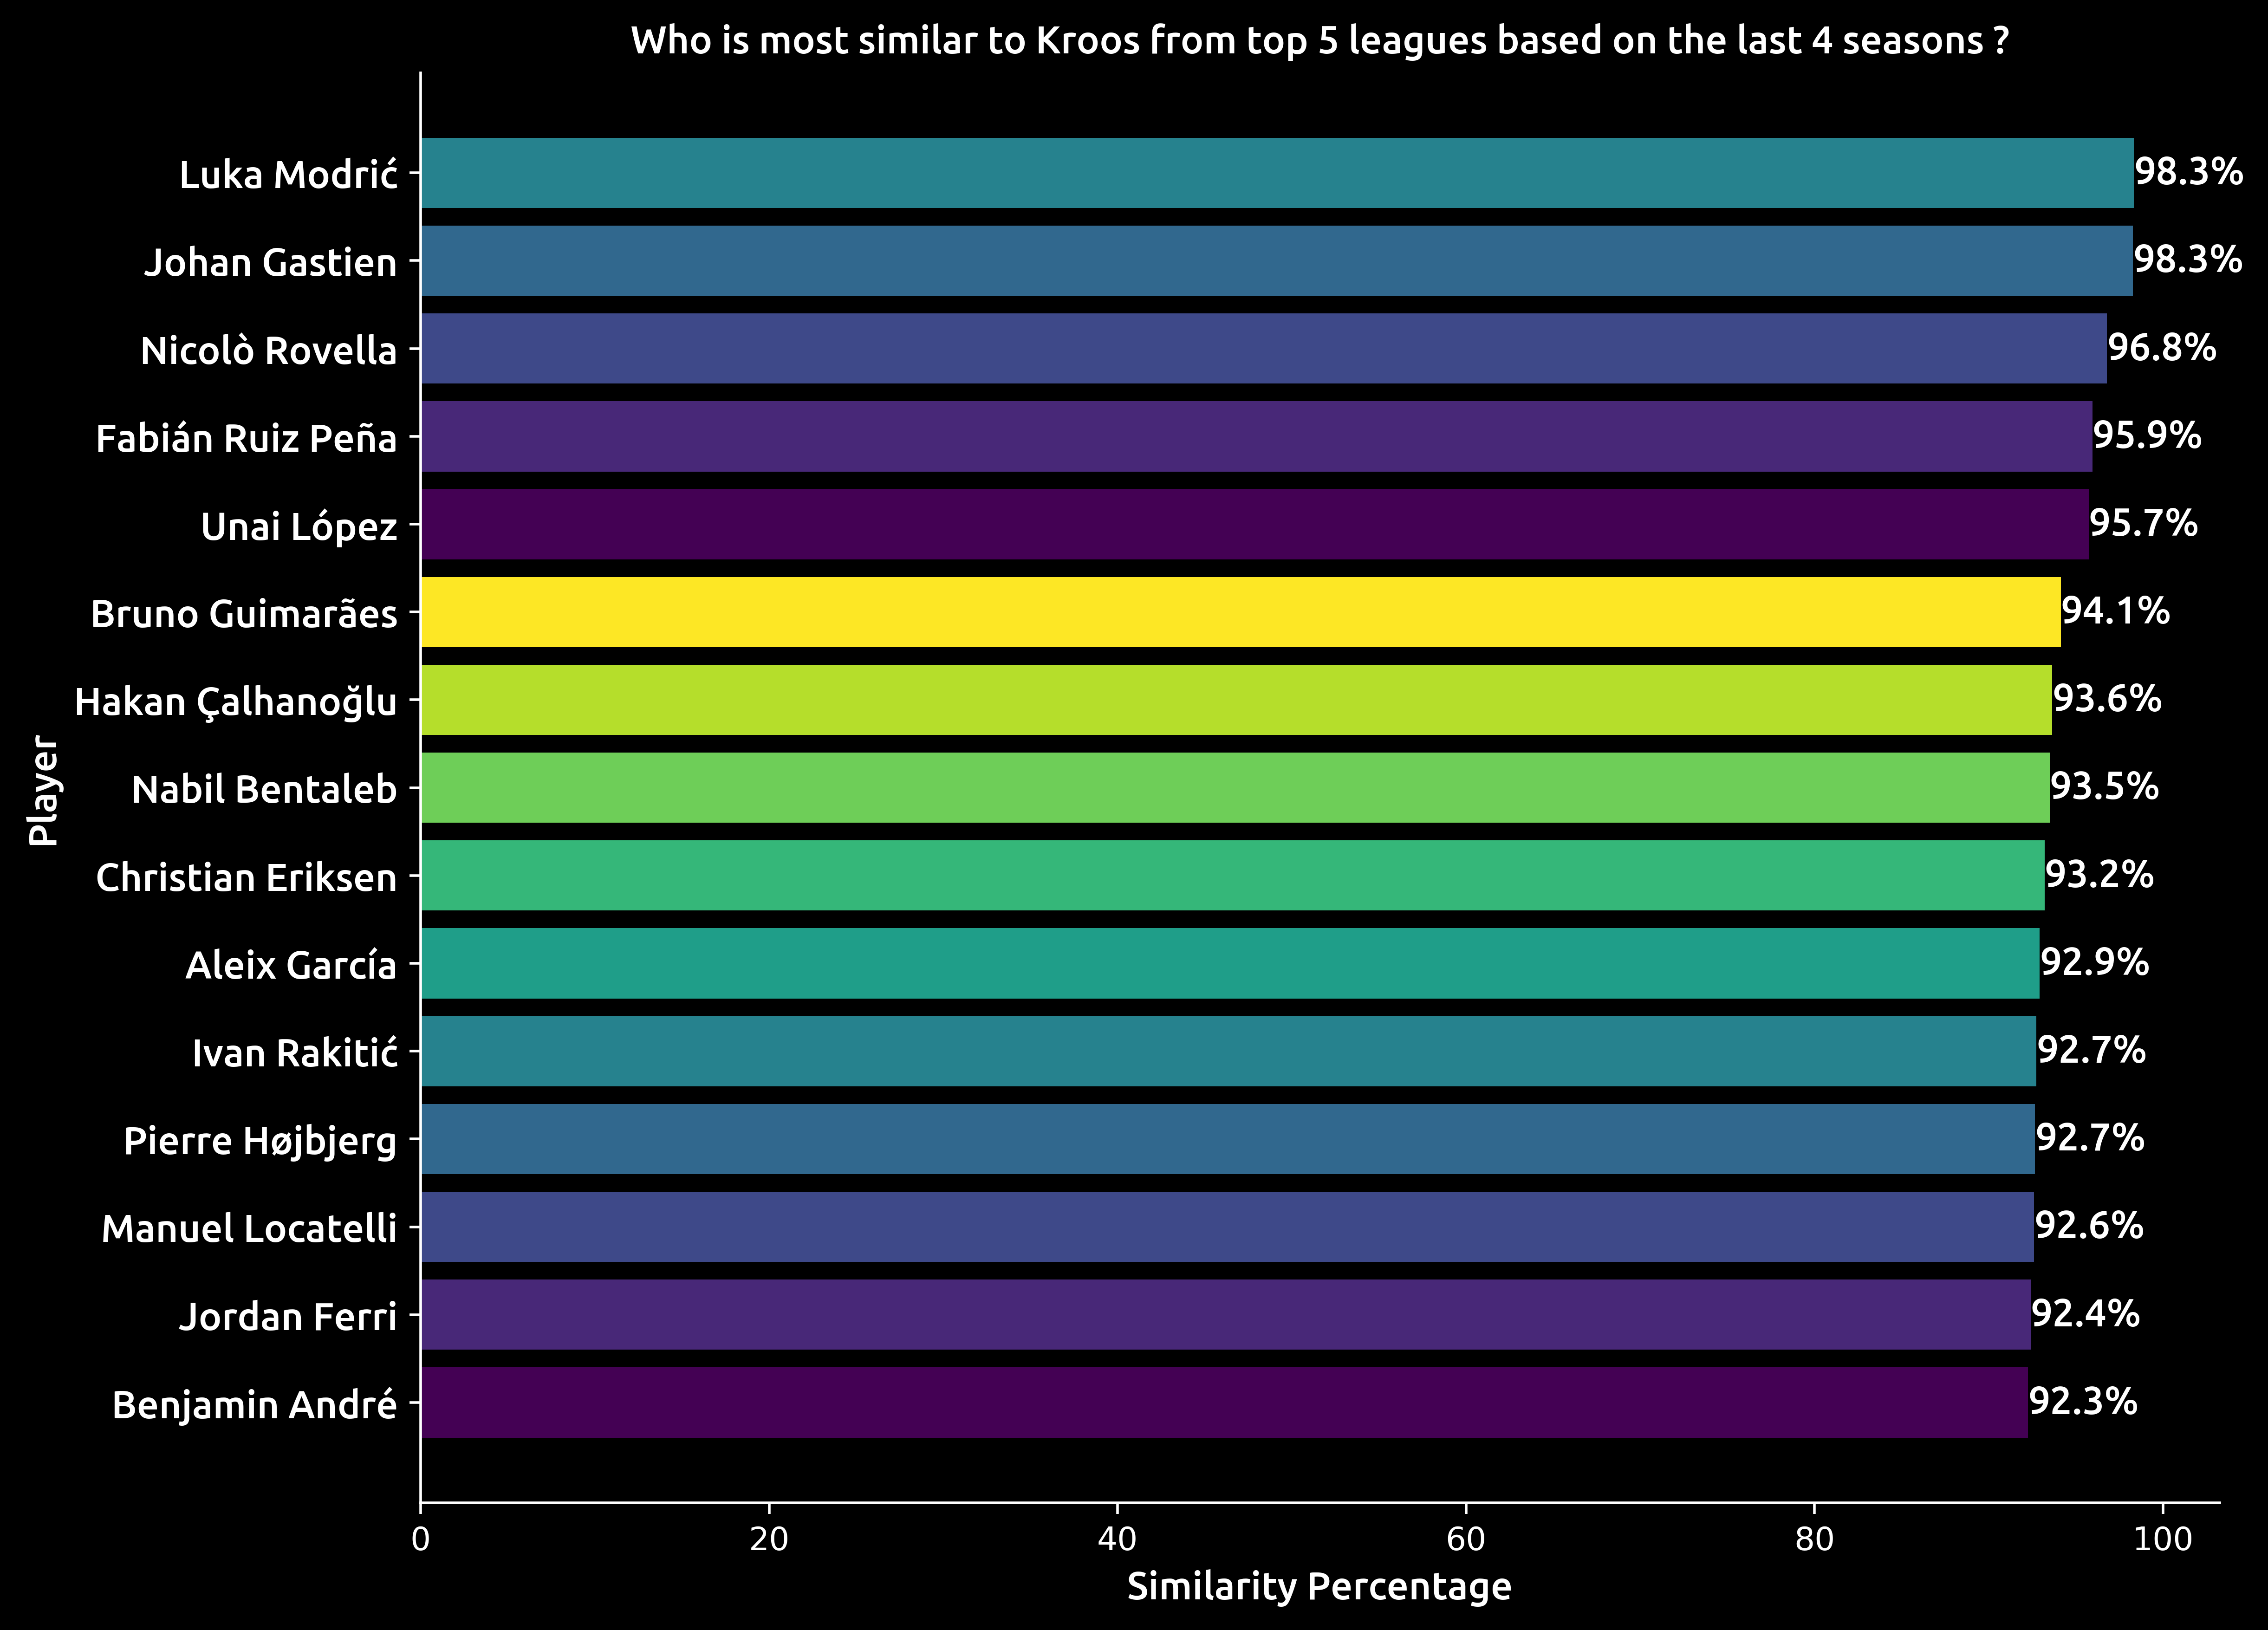 Who is most similar to Kroos from top 5 leagues based on the last 4 seasons ?
Luka Modrić 98.3%
Johan Gastien 98.3%
Nicolò Rovella 96.8%
Fabián Ruiz Peña 95.9%
Unai López 95.7%
Bruno Guimarães 94.1%
Hakan Çalhanoğlu 93.6%
Nabil Bentaleb 93.5%
Christian Eriksen 93.2%
Aleix García 92.9%
Ivan Rakitić 92.7%
Pierre Højbjerg 92.7%
Manuel Locatelli 92.6%
Jordan Ferri 92.4%
Benjamin André 92.3%
Player
0 20 40 60 80 100
Similarity Percentage